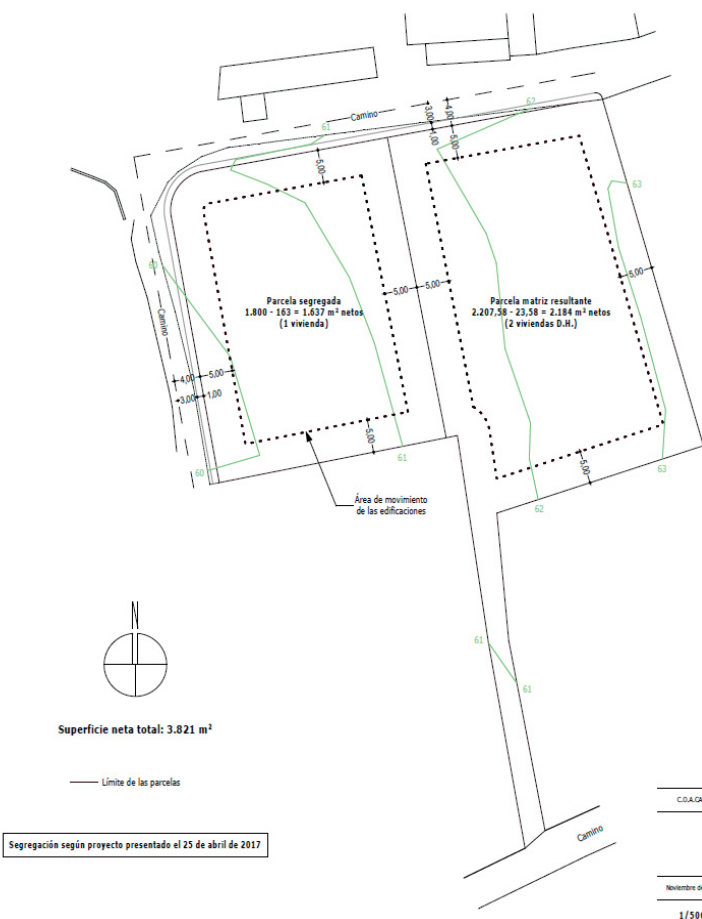 62
Camino
3,00
4,00
1,00
5,00
61
5,00
63
60
Parcela segregada
1.800 - 163 = 1.637 m² netos
(1 vivienda)
5,00
5,00
5,00
Parcela matriz resultante
2.207,58 - 23,58 = 2.184 m² netos
(2 viviendas D.H.)
Camino
4,00
5,00
3,00
1,00
5,00
61
5,00
60
63
62
Área de movimiento
de las edificaciones
61
61
Superficie neta total: 3.821 m²
Límite de las parcelas
Segregación según proyecto presentado el 25 de abril de 2017
Camino
C.O.A.CA
Noviembre de
1/500